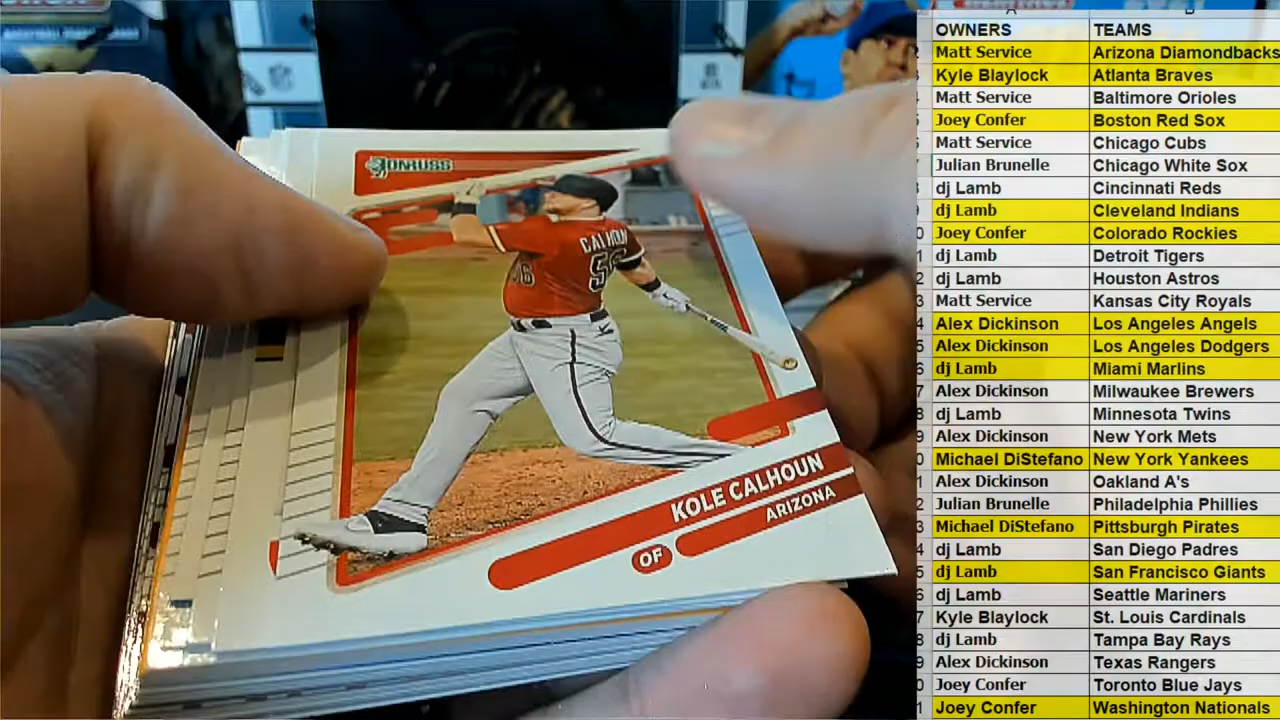 DONRUSS
CALHOUN
56
56
KOLE CALHOUN
ARIZONA
OF
A B
OWNERS TEAMS
Matt Service Arizona Diamondbacks
Kyle Blaylock Atlanta Braves
Matt Service Baltimore Orioles
Joey Confer Boston Red Sox
Matt Service Chicago Cubs
Julian Brunelle Chicago White Sox
dj Lamb Cincinnati Reds
dj Lamb Cleveland Indians
Joey Confer Colorado Rockies
dj Lamb Detroit Tigers
dj Lamb Houston Astros
Matt Service Kansas City Royals
Alex Dickinson Los Angeles Angels
Alex Dickinson Los Angeles Dodgers
dj Lamb Miami Marlins
Alex Dickinson Milwaukee Brewers
dj Lamb Minnesota Twins
Alex Dickinson New York Mets
Michael DiStefano New York Yankees
Alex Dickinson Oakland A's
Julian Brunelle Philadelphia Phillies
Michael DiStefano Pittsburgh Pirates
dj Lamb San Diego Padres
dj Lamb San Francisco Giants
dj Lamb Seattle Mariners
Kyle Blaylock St. Louis Cardinals
dj Lamb Tampa Bay Rays
Alex Dickinson Texas Rangers
Joey Confer Toronto Blue Jays
Joey Confer Washington Nationals